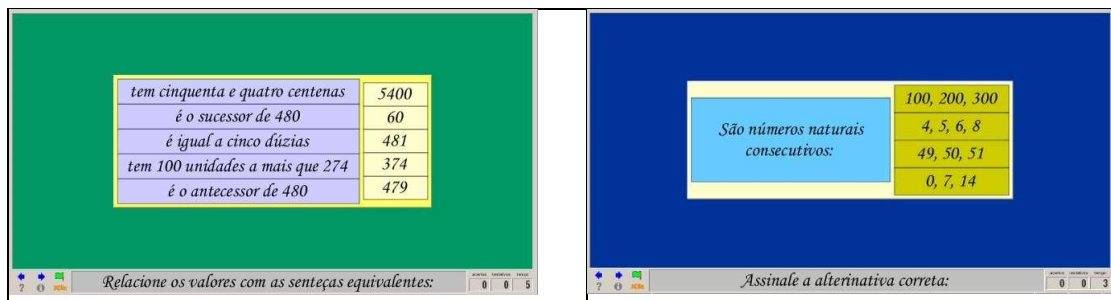 tem cinquenta e quatro centenas 5400
é o sucessor de 480 60
é igual a cinco dúzias 481
tem 100 unidades a mais que 274 374
é o antecessor de 480 479
Relacione os valores com as senteças equivalentes:
0 0 5
São números naturais
consecutivos:
100, 200, 300
4, 5, 6, 8
49, 50, 51
0, 7, 14
Assinale a alterinativa correta:
0 0 3